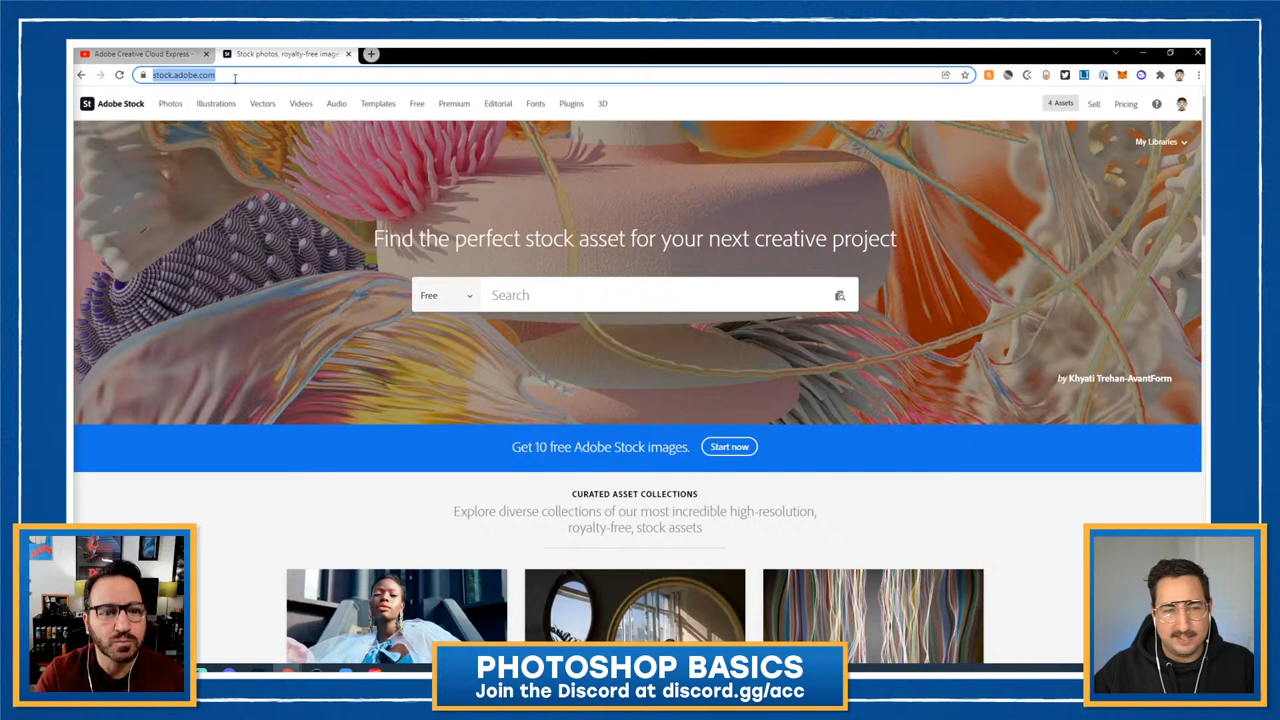 Adobe Creative Cloud Express -
Stock photos, royalty-free image
stock.adobe.com
St Adobe Stock Photos Illustrations Vectors Videos Audio Templates Free Premium Editorial Fonts Plugins 3D 4 Assets Sell Pricing
My Libraries
Find the perfect stock asset for your next creative project
Free Search
by Khyati Trehan-AvantForm
Get 10 free Adobe Stock images. Start now
CURATED ASSET COLLECTIONS
Explore diverse collections of our most incredible high-resolution,
royalty-free, stock assets
PHOTOSHOP BASICS
Join the Discord at discord.gg/acc